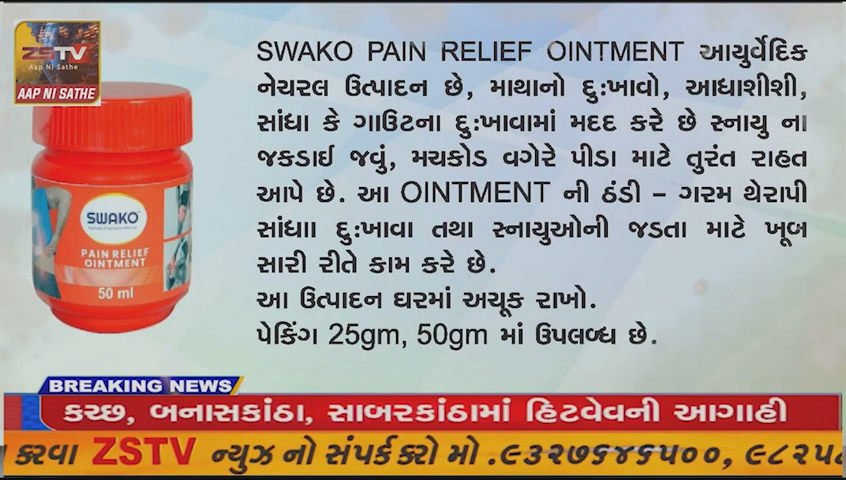 ZSTV
Aap Ni Sathe
AAP NI SATHE
SWAKO PAIN RELIEF OINTMENT આયુર્વેદિક
નેચરલ ઉત્પાદન છે, માથાનો દુઃખાવો, આધાશીશી,
સાંધા કે ગાઉટના દુઃખાવામાં મદદ કરે છે સ્નાયુ ના
જકડાઈ જવું, મચકોડ વગેરે પીડા માટે તુરંત રાહત
આપે છે. આ OINTMENT ની ઠંડી – ગરમ થેરાપી
સાંધાા દુઃખાવા તથા સ્નાયુઓની જડતા માટે ખૂબ
સારી રીતે કામ કરે છે.
આ ઉત્પાદન ઘરમાં અચૂક રાખો.
પેકિંગ 25gm, 50gm માં ઉપલબ્ધ છે.
SWAKO
PAIN RELIEF
OINTMENT
50 ml
BREAKING NEWS
કચ્છ, બનાસકાંઠા, સાબરકાંઠામાં હિટવેવની આગાહી
કરવા ZSTV ન્યુઝ નો સંપર્ક કરો મો .૯૩૨૭૬૪૬૫૦૦, ૯૮૨૫૮